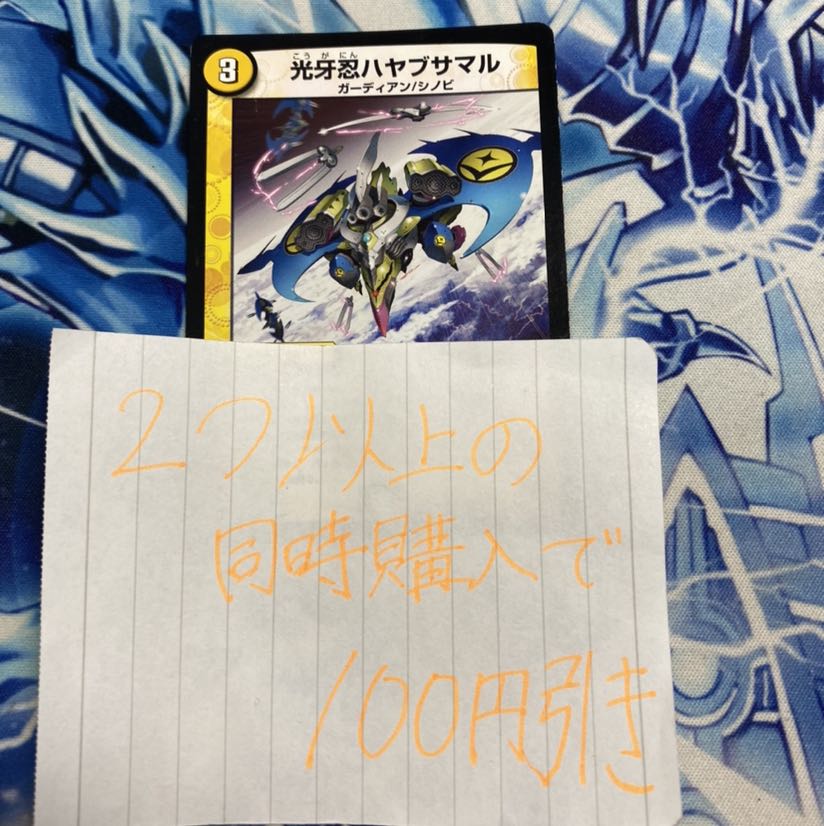 3
こうがにん
光牙忍ハヤブサマル
ガーディアン/シノビ
2つ以上の
同時購入で
100円引き